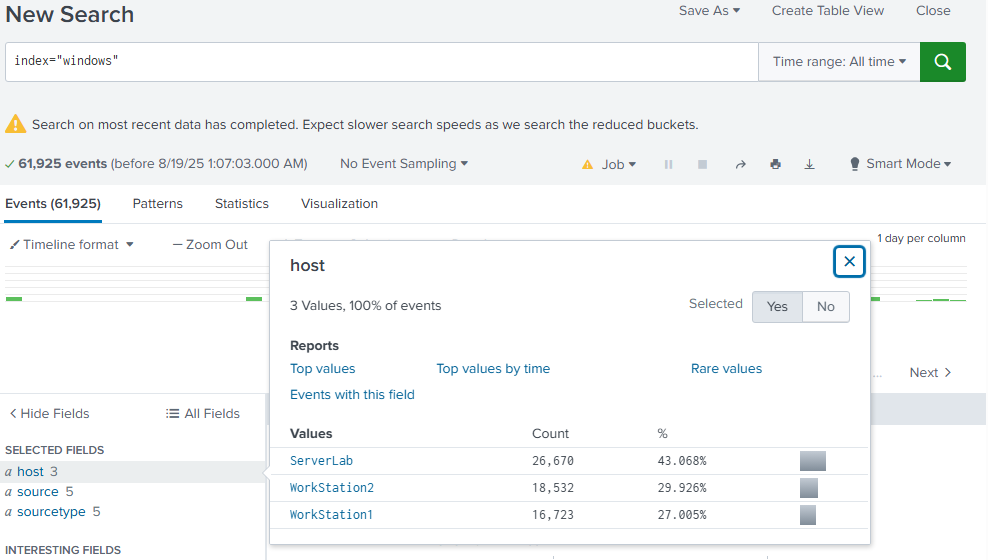 New Search
Save As ▾ Create Table View Close
index="windows"
Time range: All time ▾
Search on most recent data has completed. Expect slower search speeds as we search the reduced buckets.
✓ 61,925 events (before 8/19/25 1:07:03.000 AM) No Event Sampling ▾ Job ▾ Smart Mode ▾
Events (61,925) Patterns Statistics Visualization
Timeline format ▾ — Zoom Out
1 day per column
host
3 Values, 100% of events
Selected Yes No
Reports
Top values Top values by time Rare values
Events with this field
Values Count %
ServerLab 26,670 43.068%
WorkStation2 18,532 29.926%
WorkStation1 16,723 27.005%
... Next >
< Hide Fields All Fields
SELECTED FIELDS
a host 3
a source 5
a sourcetype 5
INTERESTING FIELDS